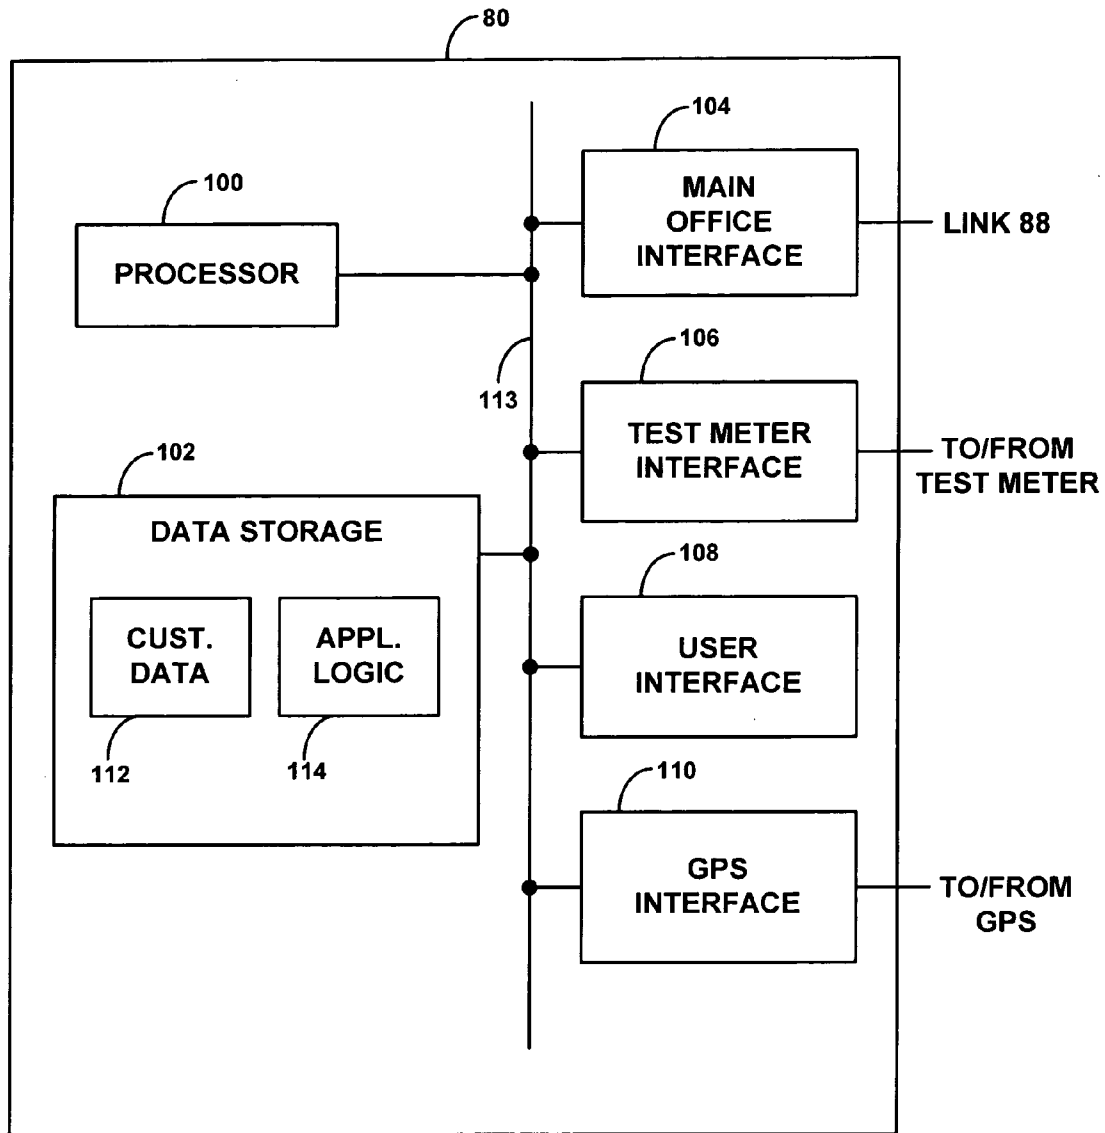 80
104
MAIN
OFFICE
INTERFACE
LINK 88
100
PROCESSOR
113
106
TEST METER
INTERFACE
TO/FROM
TEST METER
102
DATA STORAGE
CUST.
DATA
APPL.
LOGIC
112
114
108
USER
INTERFACE
110
GPS
INTERFACE
TO/FROM
GPS